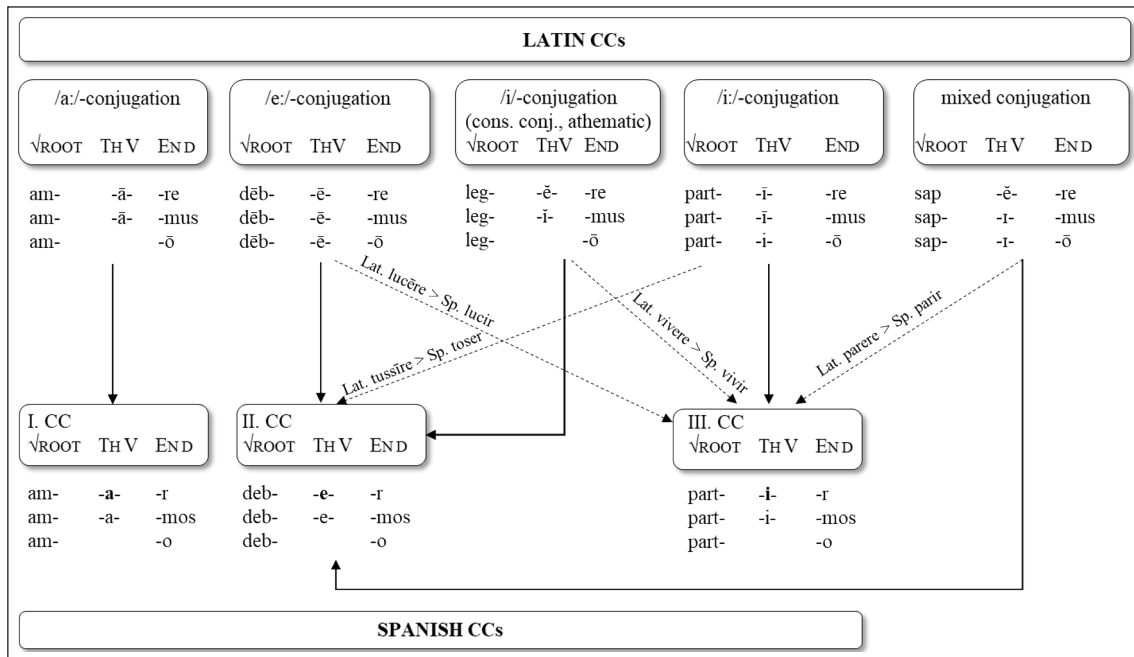 LATIN CCs
/a:/-conjugation
√ROOT THV END
am- -ā- -re
am- -ā- -mus
am- -ō
/e:/-conjugation
√ROOT THV END
dēb- -ē- -re
dēb- -ē- -mus
dēb- -ē- -ō
/i/-conjugation
(cons. conj., athematic)
√ROOT THV END
leg- -ĕ- -re
leg- -ĭ- -mus
leg- -ō
/i:/-conjugation
√ROOT THV END
part- -ī- -re
part- -ī- -mus
part- -i- -ō
mixed conjugation
√ROOT THV END
sap -ĕ- -re
sap- -ɪ- -mus
sap- -ɪ- -ō
Lat. lucēre > Sp. lucir
Lat. tussīre > Sp. toser
Lat. vivere > Sp. vivir
Lat. parere > Sp. parir
I. CC
√ROOT THV END
am- -a- -r
am- -a- -mos
am- -o
II. CC
√ROOT THV END
deb- -e- -r
deb- -e- -mos
deb- -o
III. CC
√ROOT THV END
part- -i- -r
part- -i- -mos
part- -o
SPANISH CCs